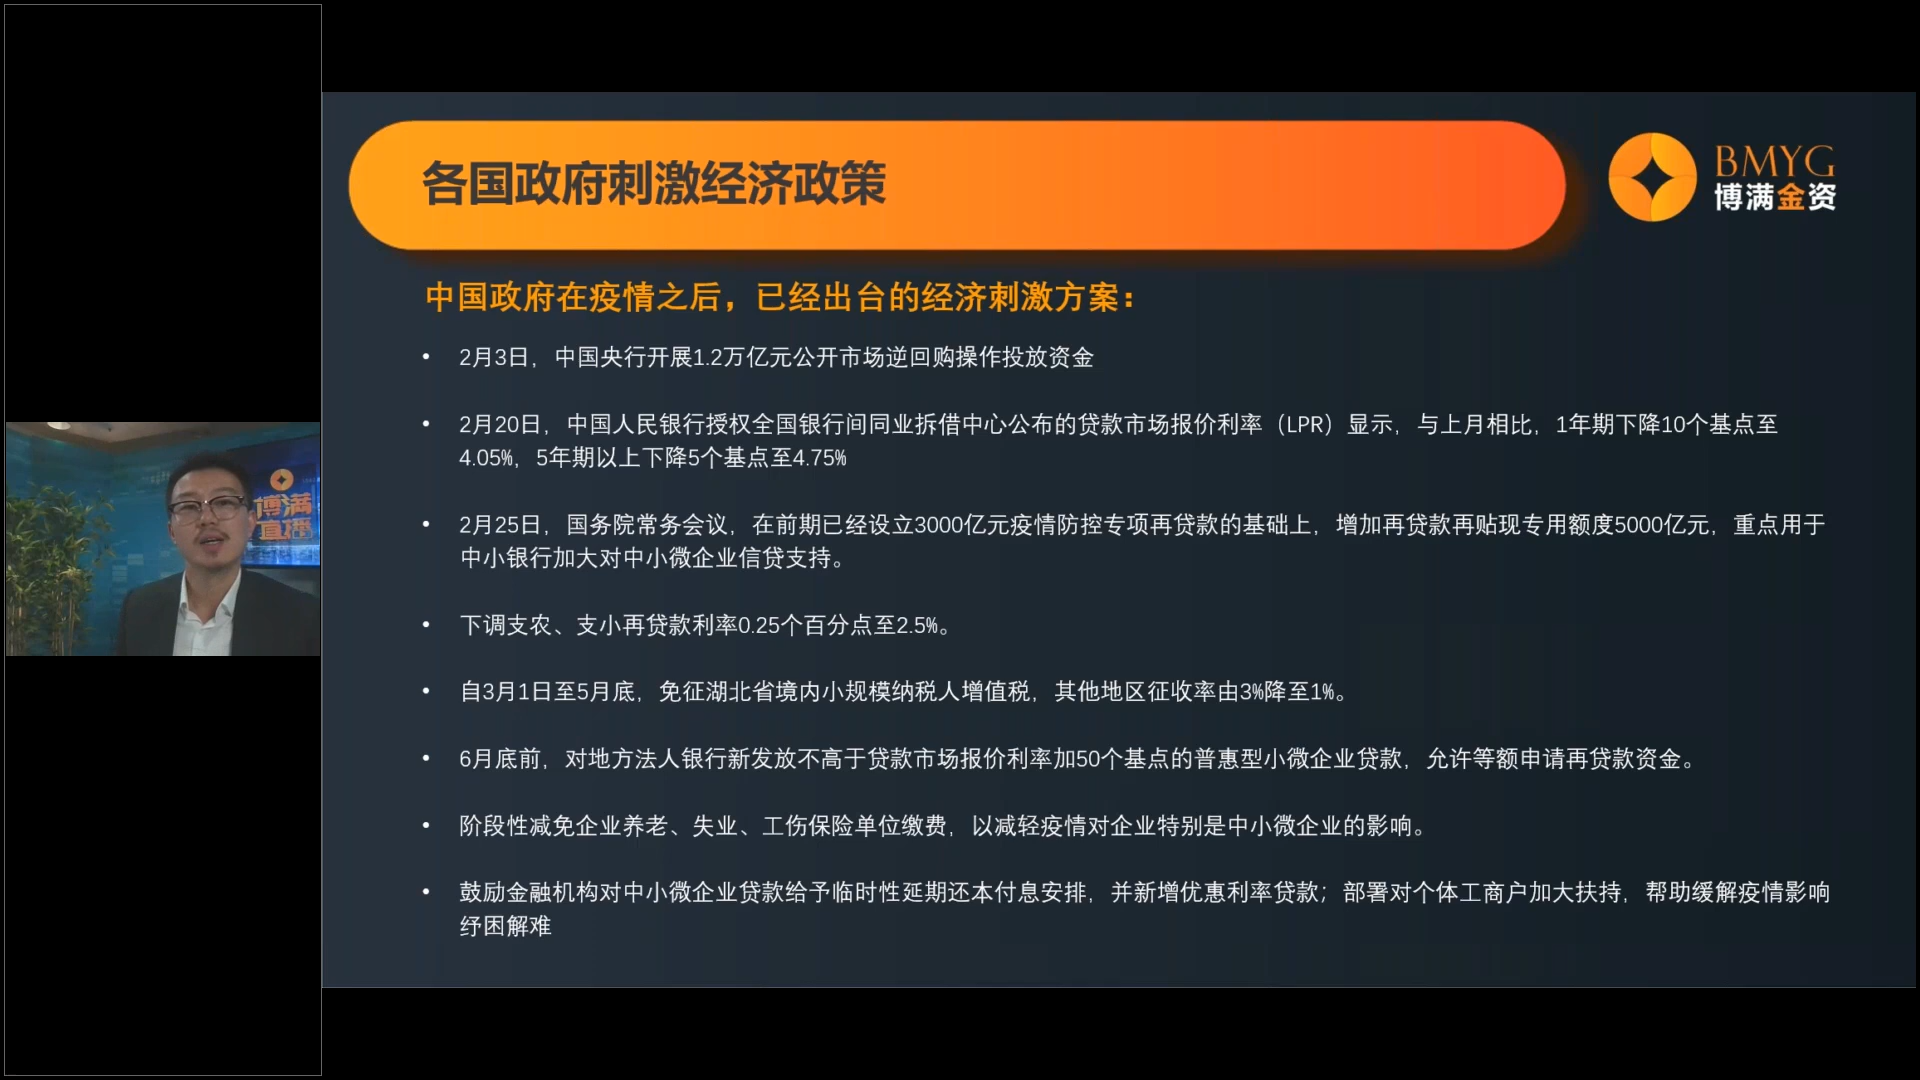 各国政府刺激经济政策
BMYG
博满金资
中国政府在疫情之后，已经出台的经济刺激方案：
• 2月3日，中国央行开展1.2万亿元公开市场逆回购操作投放资金
• 2月20日，中国人民银行授权全国银行间同业拆借中心公布的贷款市场报价利率（LPR）显示，与上月相比，1年期下降10个基点至
4.05%，5年期以上下降5个基点至4.75%
• 2月25日，国务院常务会议，在前期已经设立3000亿元疫情防控专项再贷款的基础上，增加再贷款再贴现专用额度5000亿元，重点用于
中小银行加大对中小微企业信贷支持。
• 下调支农、支小再贷款利率0.25个百分点至2.5%。
• 自3月1日至5月底，免征湖北省境内小规模纳税人增值税，其他地区征收率由3%降至1%。
• 6月底前，对地方法人银行新发放不高于贷款市场报价利率加50个基点的普惠型小微企业贷款，允许等额申请再贷款资金。
• 阶段性减免企业养老、失业、工伤保险单位缴费，以减轻疫情对企业特别是中小微企业的影响。
• 鼓励金融机构对中小微企业贷款给予临时性延期还本付息安排，并新增优惠利率贷款；部署对个体工商户加大扶持，帮助缓解疫情影响
纾困解难
博满
直播